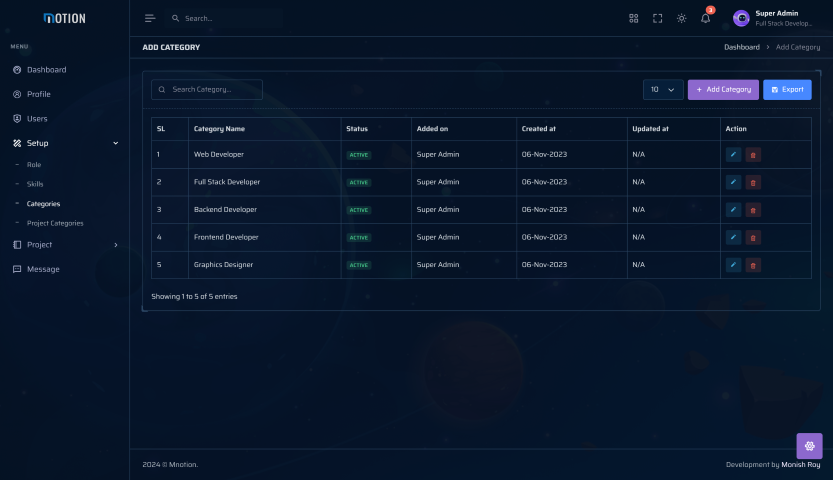 MOTION
Search...
3
Super Admin
Full Stack Develop...
MENU
Dashboard
Profile
Users
Setup
Role
Skills
Categories
Project Categories
Project
Message
ADD CATEGORY
Dashboard > Add Category
Search Category...
10
+ Add Category
Export
SL Category Name Status Added on Created at Updated at Action
1 Web Developer ACTIVE Super Admin 06-Nov-2023 N/A
2 Full Stack Developer ACTIVE Super Admin 06-Nov-2023 N/A
3 Backend Developer ACTIVE Super Admin 06-Nov-2023 N/A
4 Frontend Developer ACTIVE Super Admin 06-Nov-2023 N/A
5 Graphics Designer ACTIVE Super Admin 06-Nov-2023 N/A
Showing 1 to 5 of 5 entries
2024 © Mnotion.
Development by Monish Roy